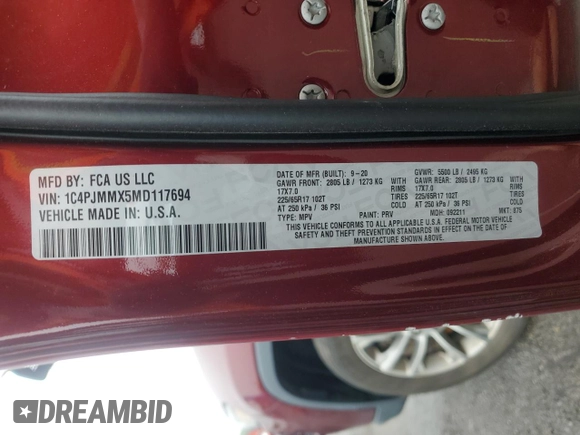 MFD BY: FCA US LLC
VIN: 1C4PJMMX5MD117694
VEHICLE MADE IN: U.S.A.
DATE OF MFR (BUILT): 9-20 GVWR: 5500 LB / 2495 KG
GAWR FRONT: 2805 LB / 1273 KG GAWR REAR: 2805 LB / 1273 KG
17X7.0 TIRES 17X7.0 TIRES
225/65R17 102T COLD 225/65R17 102T COLD
AT 250 kPa / 36 PSI AT 250 kPa / 36 PSI
TYPE: MPV PAINT: PRV MDH: 092211 MKT: 875
THIS VEHICLE CONFORMS TO ALL APPLICABLE U.S.A. FEDERAL MOTOR VEHICLE
SAFETY AND THEFT PREVENTION STANDARDS IN EFFECT ON THE DATE OF
MANUFACTURE SHOWN ABOVE.
DREAMBID